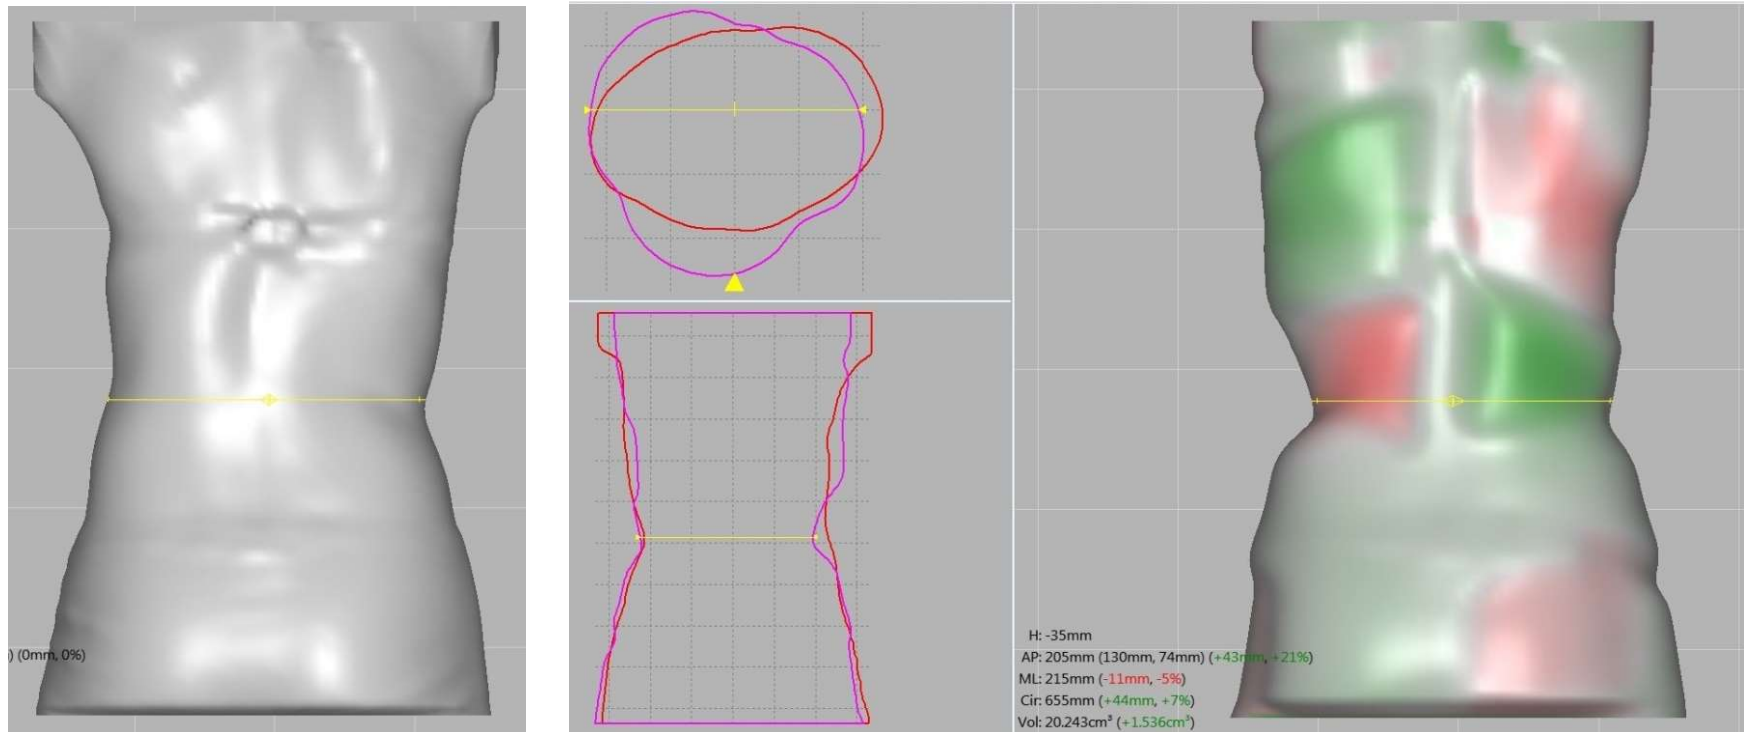 ) (0mm, 0%)
H: -35mm
AP: 205mm (130mm, 74mm) (+43mm, +21%)
ML: 215mm (-11mm, -5%)
Cir: 655mm (+44mm, +7%)
Vol: 20.243cm³ (+1.536cm³)